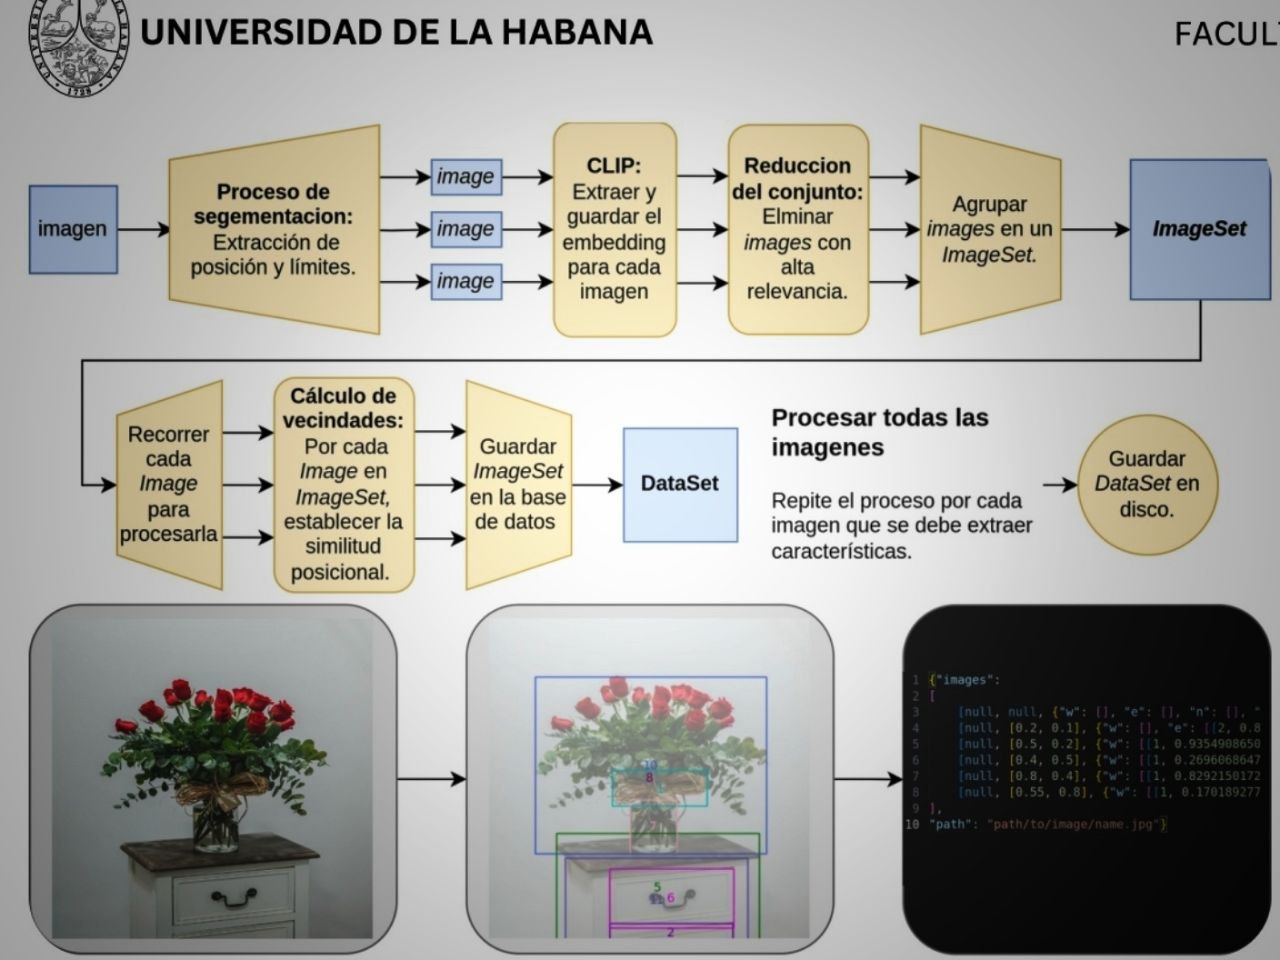 UNIVERSIDAD DE LA HABANA
FACUL
1728
imagen
Proceso de
segementacion:
Extracción de
posición y límites.
image
image
image
CLIP:
Extraer y
guardar el
embedding
para cada
imagen
Reduccion
del conjunto:
Elminar
images con
alta
relevancia.
Agrupar
images en un
ImageSet.
ImageSet
Recorrer
cada
Image
para
procesarla
Cálculo de
vecindades:
Por cada
Image en
ImageSet,
establecer la
similitud
posicional.
Guardar
ImageSet
en la base
de datos
DataSet
Procesar todas las
imagenes
Repite el proceso por cada
imagen que se debe extraer
características.
Guardar
DataSet en
disco.
10
8
5
6
2
1 {"images":
2 [
3 [null, null, {"w": [], "e": [], "n": [], "
4 [null, [0.2, 0.1], {"w": [], "e": [[2, 0.8
5 [null, [0.5, 0.2], {"w": [[1, 0.9354908650
6 [null, [0.4, 0.5], {"w": [[1, 0.2696068647
7 [null, [0.8, 0.4], {"w": [[1, 0.8292150172
8 [null, [0.55, 0.8], {"w": [[1, 0.170189277
9 ],
10 "path": "path/to/image/name.jpg"}